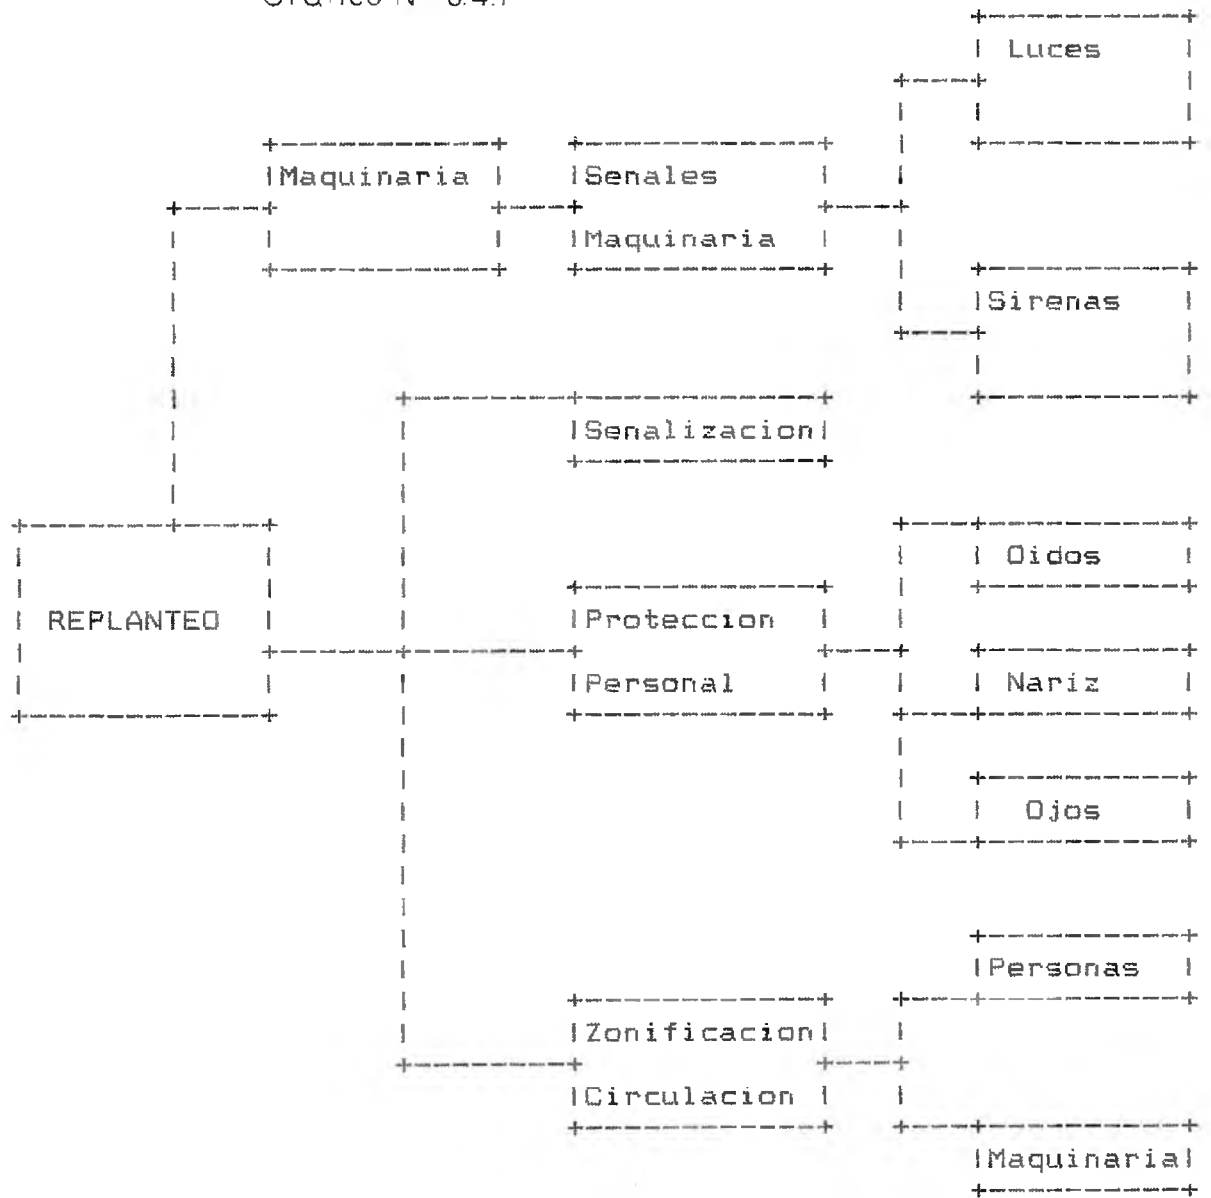 Luces
Maquinaria
Senales
Maquinaria
Sirenas
Senalizacion
REPLANTEO
Proteccion
Personal
Oidos
Nariz
Ojos
Personas
Zonificacion
Circulacion
Maquinaria